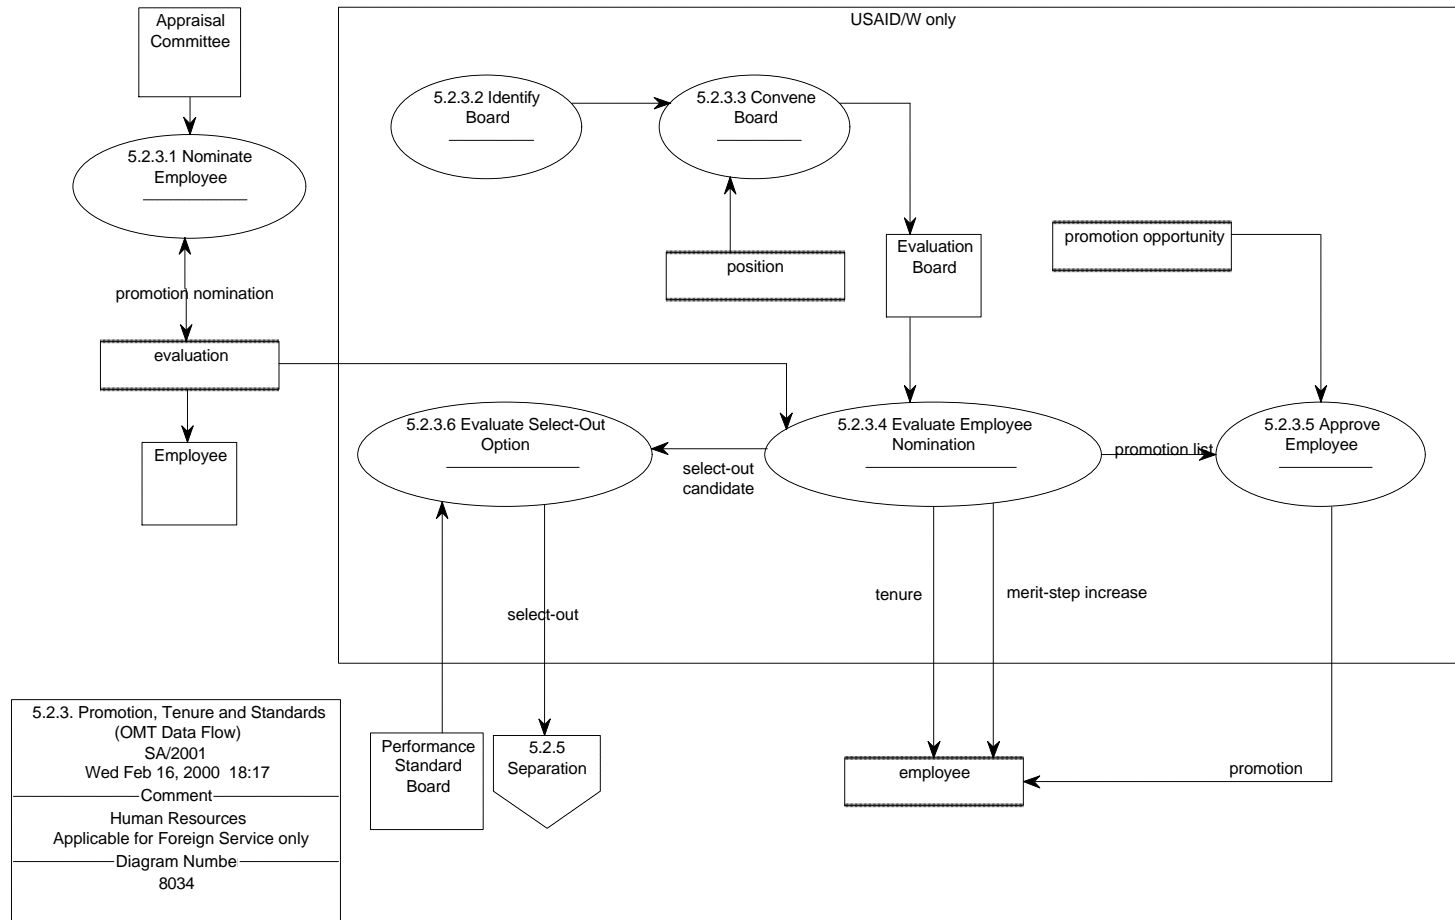 Appraisal
Committee
USAID/W only
5.2.3.2 Identify
Board
5.2.3.3 Convene
Board
5.2.3.1 Nominate
Employee
position
Evaluation
Board
promotion opportunity
promotion nomination
evaluation
Employee
5.2.3.6 Evaluate Select-Out
Option
select-out
candidate
5.2.3.4 Evaluate Employee
Nomination
promotion list
5.2.3.5 Approve
Employee
select-out
tenure
merit-step increase
5.2.3. Promotion, Tenure and Standards
(OMT Data Flow)
SA/2001
Wed Feb 16, 2000 18:17
Comment
Human Resources
Applicable for Foreign Service only
Diagram Numbe
8034
Performance
Standard
Board
5.2.5
Separation
employee
promotion